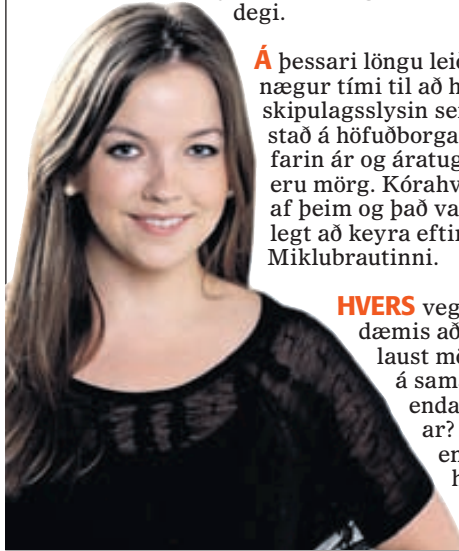 degi.
Á þessari löngu leið
nægur tími til að h
skipulagsslysin se
stað á höfuðborga
farin ár og áratug
eru mörg. Kórahv
af þeim og það va
legt að keyra eftir
Miklubrautinni.
HVERS veg
dæmis að
laust mö
á sam
enda
ar?
en
h